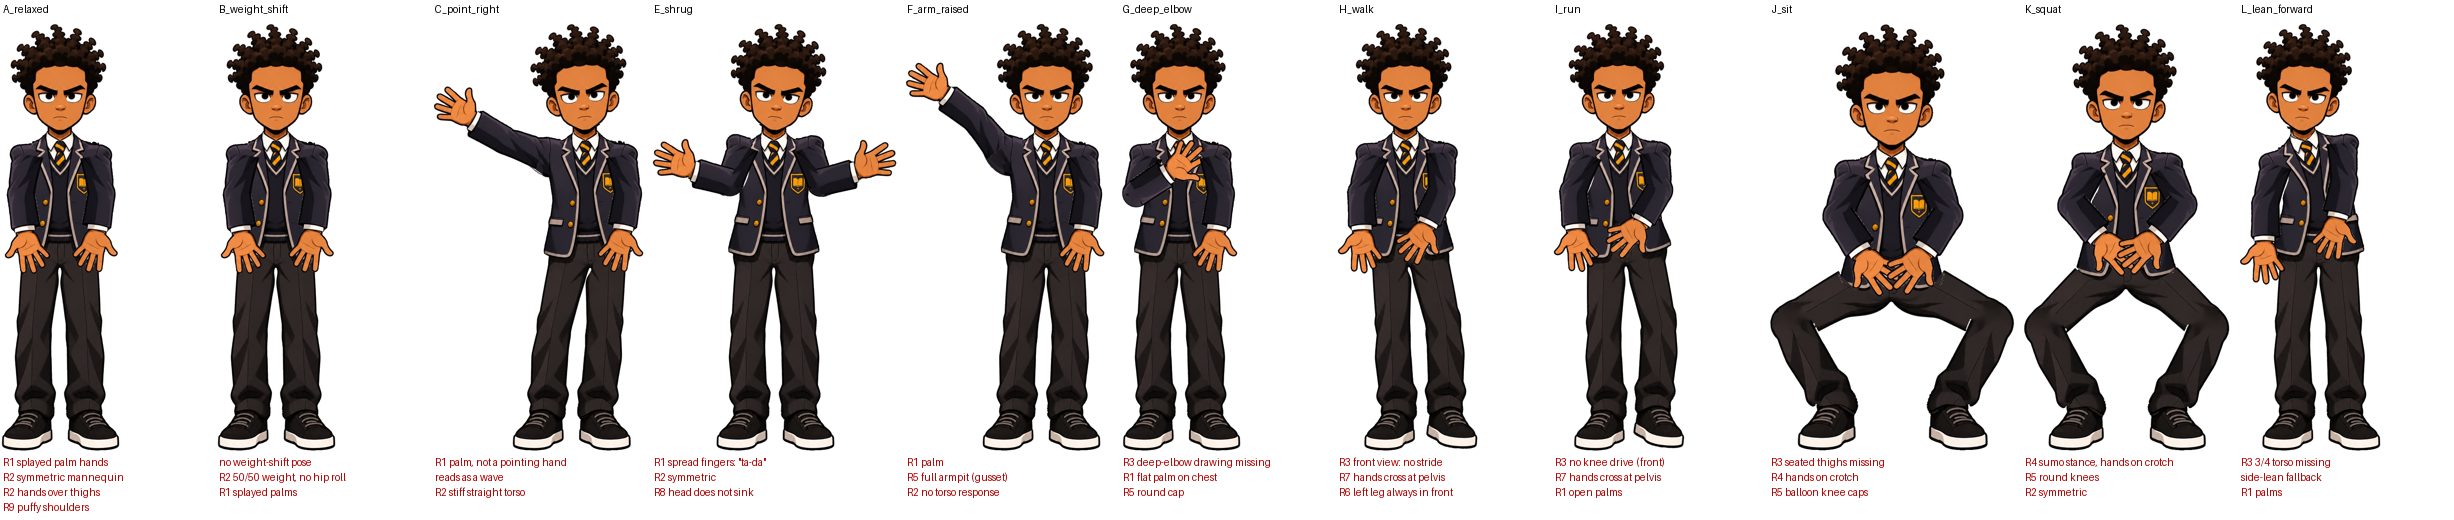 A_relaxed
B_weight_shift
C_point_right
E_shrug
F_arm_raised
G_deep_elbow
H_walk
I_run
J_sit
K_squat
L_lean_forward
R1 splayed palm hands
R2 symmetric mannequin
R2 hands over thighs
R9 puffy shoulders
no weight-shift pose
R2 50/50 weight, no hip roll
R1 splayed palms
R1 palm, not a pointing hand
reads as a wave
R2 stiff straight torso
R1 spread fingers: "ta-da"
R2 symmetric
R8 head does not sink
R1 palm
R5 full armpit (gusset)
R2 no torso response
R3 deep-elbow drawing missing
R1 flat palm on chest
R5 round cap
R3 front view: no stride
R7 hands cross at pelvis
R6 left leg always in front
R3 no knee drive (front)
R7 hands cross at pelvis
R1 open palms
R3 seated thighs missing
R4 hands on crotch
R5 balloon knee caps
R4 sumo stance, hands on crotch
R5 round knees
R2 symmetric
R3 3/4 torso missing
side-lean fallback
R1 palms